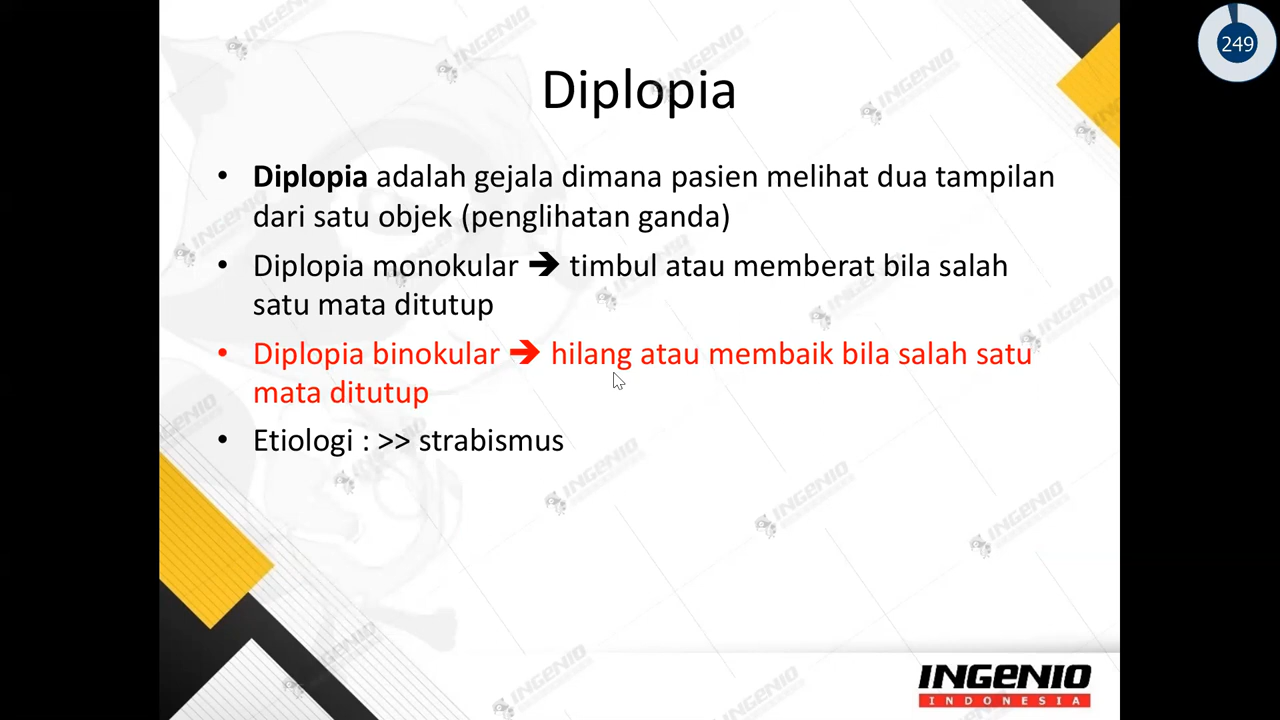 249
Diplopia
• Diplopia adalah gejala dimana pasien melihat dua tampilan
dari satu objek (penglihatan ganda)
• Diplopia monokular ➔ timbul atau memberat bila salah
satu mata ditutup
• Diplopia binokular ➔ hilang atau membaik bila salah satu
mata ditutup
• Etiologi : >> strabismus
INGENIO
INDONESIA